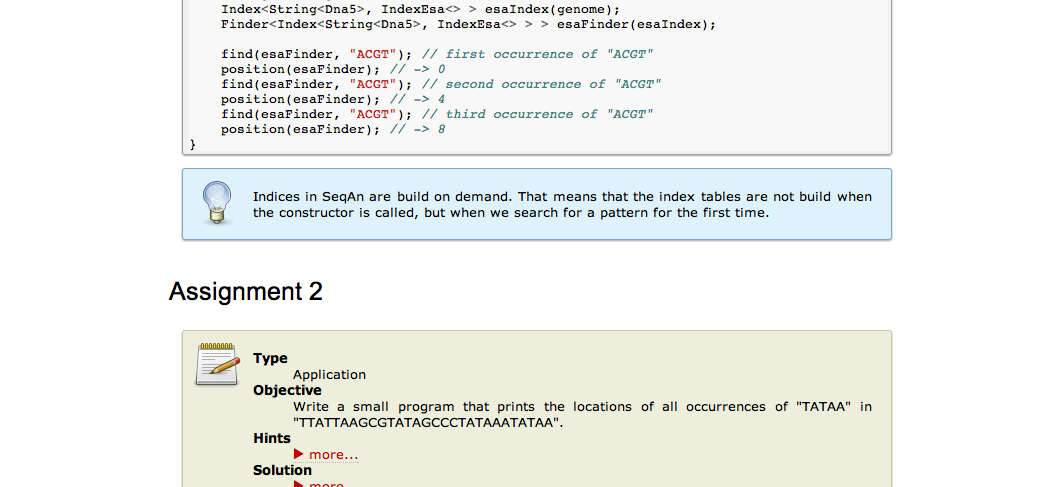 Index<String<Dna5>, IndexEsa<> > esaIndex(genome);
Finder<Index<String<Dna5>, IndexEsa<> > > esaFinder(esaIndex);
find(esaFinder, "ACGT"); // first occurrence of "ACGT"
position(esaFinder); // -> 0
find(esaFinder, "ACGT"); // second occurrence of "ACGT"
position(esaFinder); // -> 4
find(esaFinder, "ACGT"); // third occurrence of "ACGT"
position(esaFinder); // -> 8
}
Indices in SeqAn are build on demand. That means that the index tables are not build when
the constructor is called, but when we search for a pattern for the first time.
Assignment 2
Type
Application
Objective
Write a small program that prints the locations of all occurrences of "TATAA" in
"TTATTAAGCGTATAGCCCTATAAATATAA".
Hints
more...
Solution
more...